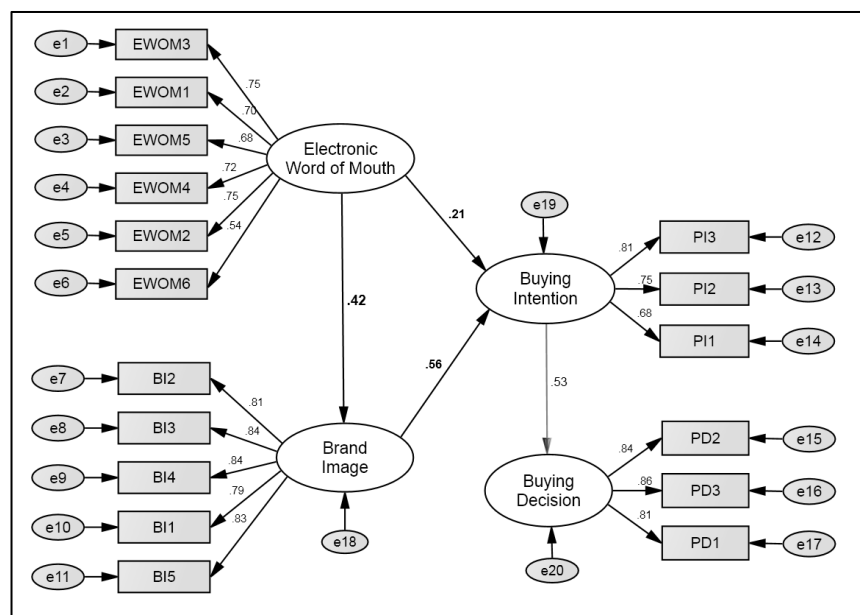 e1
EWOM3
e2
EWOM1
e3
EWOM5
e4
EWOM4
e5
EWOM2
e6
EWOM6
.75
.70
.68
.72
.75
.54
Electronic
Word of Mouth
.21
.42
e19
Buying
Intention
.81
.75
.68
PI3
e12
PI2
e13
PI1
e14
e7
BI2
e8
BI3
e9
BI4
e10
BI1
e11
BI5
.81
.84
.84
.79
.83
Brand
Image
e18
.56
.53
Buying
Decision
e20
.84
.86
.81
PD2
e15
PD3
e16
PD1
e17